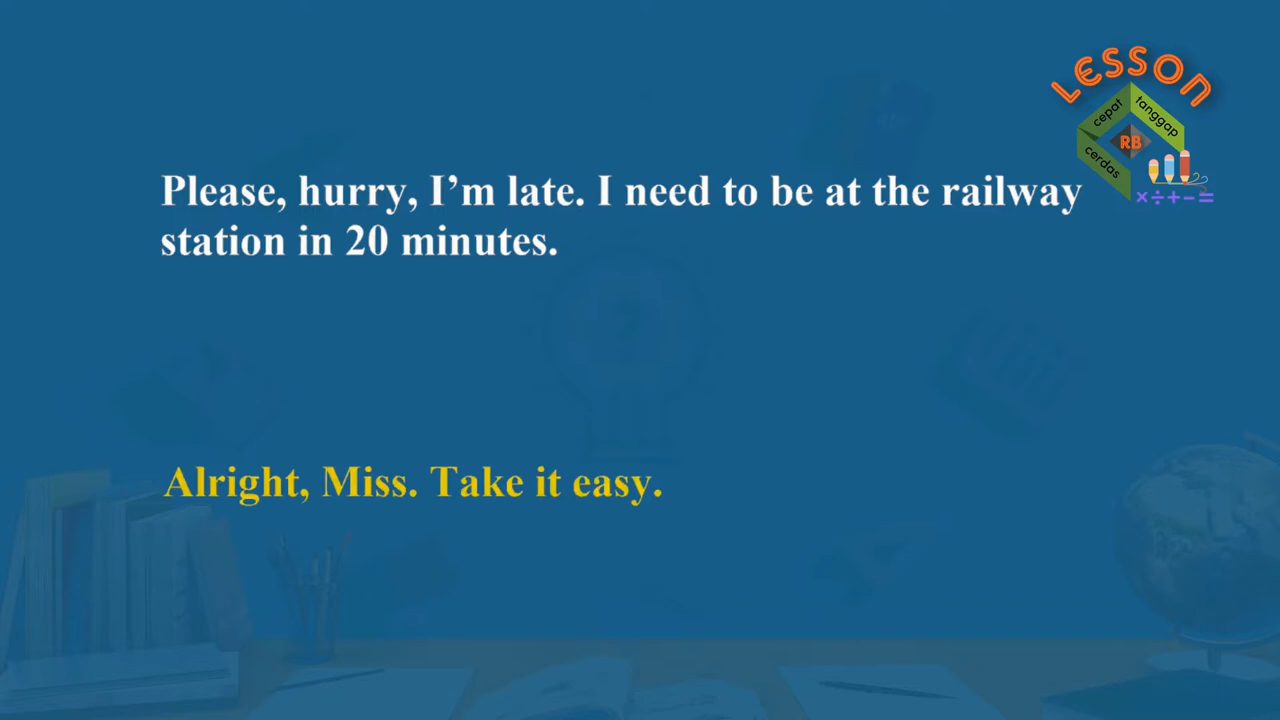 LESSON
cepat
tanggap
RB
cerdas
×÷+−=
Please, hurry, I’m late. I need to be at the railway
station in 20 minutes.
Alright, Miss. Take it easy.